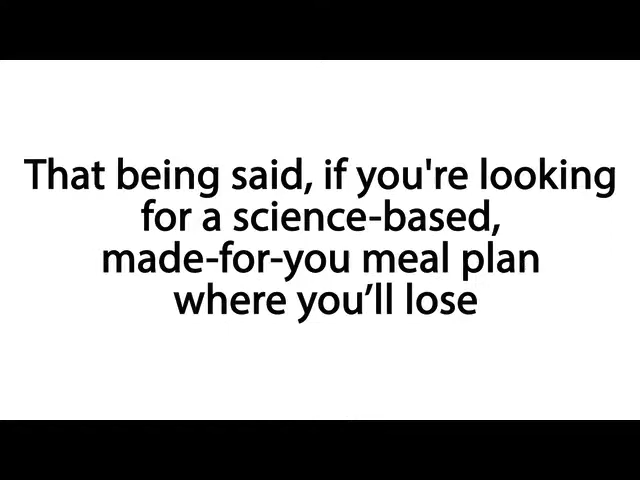 That being said, if you're looking
for a science-based,
made-for-you meal plan
where you’ll lose